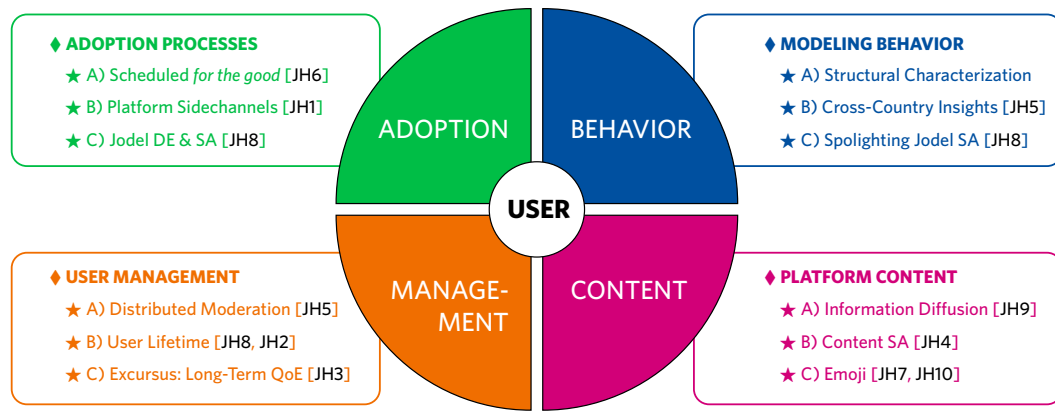 ♦ ADOPTION PROCESSES
★ A) Scheduled for the good [JH6]
★ B) Platform Sidechannels [JH1]
★ C) Jodel DE & SA [JH8]
♦ MODELING BEHAVIOR
★ A) Structural Characterization
★ B) Cross-Country Insights [JH5]
★ C) Spolighting Jodel SA [JH8]
ADOPTION
BEHAVIOR
USER
MANAGE-
MENT
CONTENT
♦ USER MANAGEMENT
★ A) Distributed Moderation [JH5]
★ B) User Lifetime [JH8, JH2]
★ C) Excursus: Long-Term QoE [JH3]
♦ PLATFORM CONTENT
★ A) Information Diffusion [JH9]
★ B) Content SA [JH4]
★ C) Emoji [JH7, JH10]